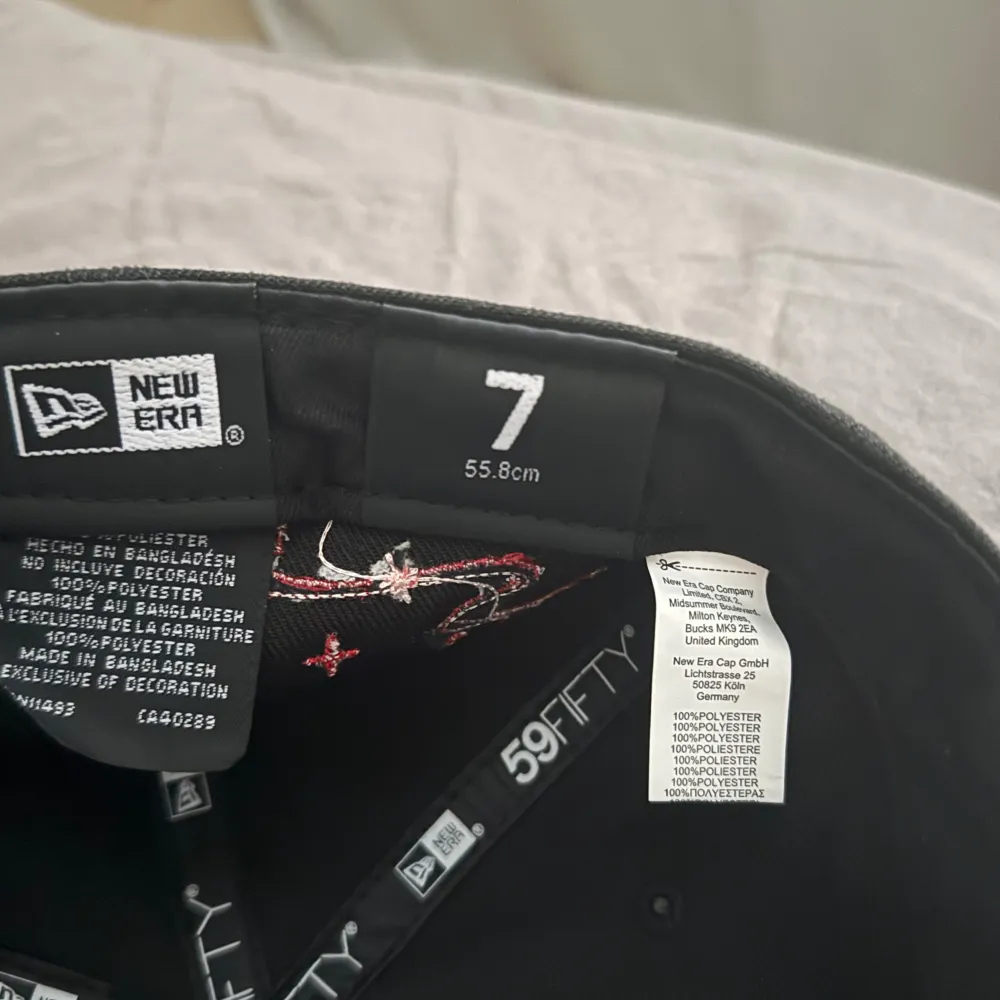 NEW
ERA
®
7
55.8cm
HECHO EN BANGLADÉSH
NO INCLUYE DECORACIÓN
100% POLYESTER
FABRIQUÉ AU BANGLADESH
L'EXCLUSION DE LA GARNITURE
100% POLYESTER
MADE IN BANGLADESH
EXCLUSIVE OF DECORATION
11493 CA40289
New Era Cap Company
Limited, CBX 2,
Midsummer Boulevard,
Milton Keynes,
Bucks MK9 2EA
United Kingdom
New Era Cap GmbH
Lichtstrasse 25
50825 Köln
Germany
100%POLYESTER
100%POLYESTER
100%POLYESTER
100%POLIESTERE
100%POLIESTER
100%POLIESTER
100%POLYESTER
100%ΠΟΛΥΕΣΤΕΡΑΣ
59FIFTY®
NEW
ERA
®
FTY®
TY®